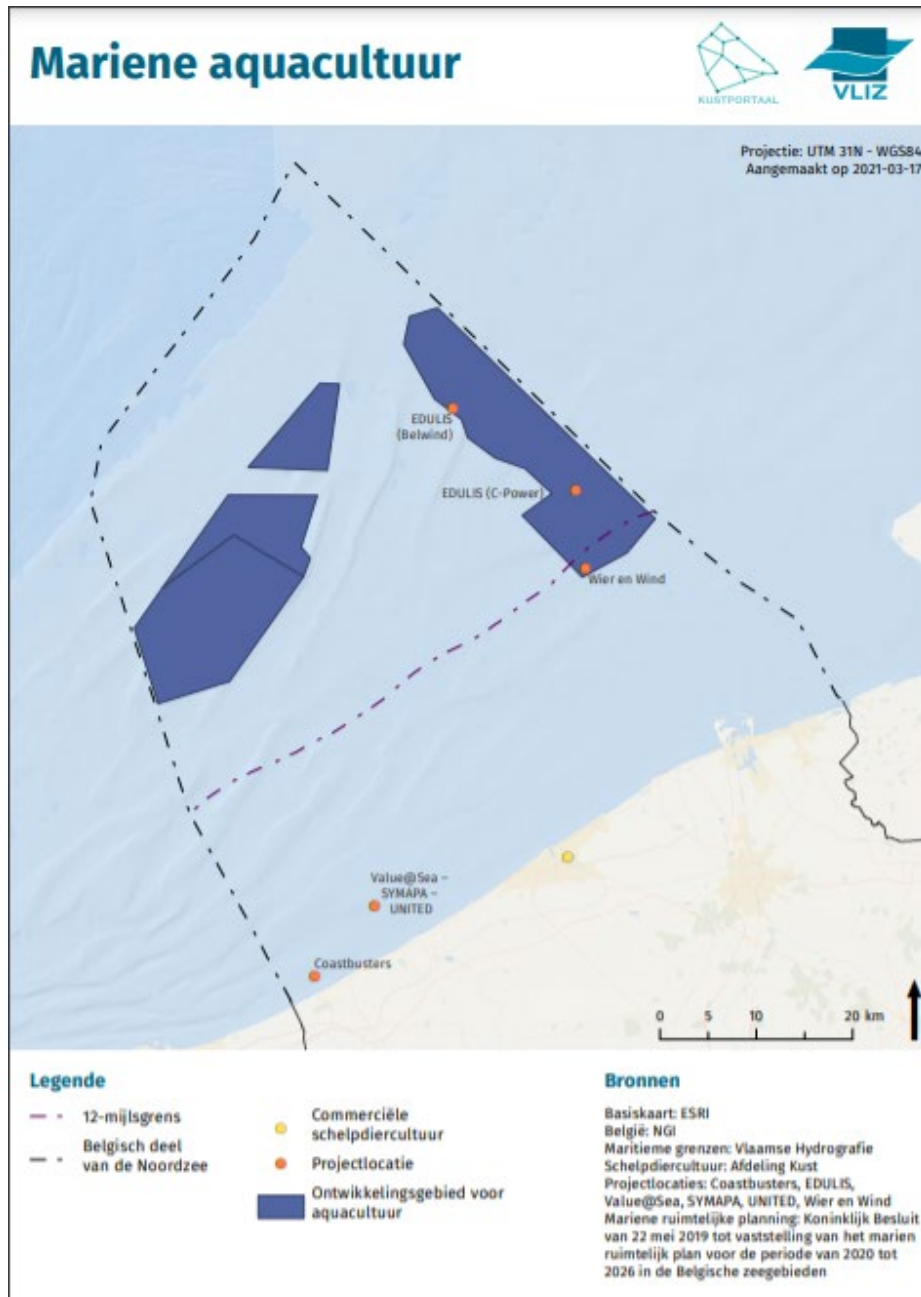 Mariene aquacultuur
KUSTPORTAAL
VLIZ
Projectie: UTM 31N - WGS84
Aangemaakt op 2021-03-17
EDULIS
(Belwind)
EDULIS (C-Power)
Wier en Wind
Value@Sea –
SYMAPA –
UNITED
Coastbusters
0 5 10 20 km
Legende
12-mijlsgrens
Belgisch deel
van de Noordzee
Commerciële
schelpdiercultuur
Projectlocatie
Ontwikkelingsgebied voor
aquacultuur
Bronnen
Basiskaart: ESRI
België: NGI
Maritieme grenzen: Vlaamse Hydrografie
Schelpdiercultuur: Afdeling Kust
Projectlocaties: Coastbusters, EDULIS,
Value@Sea, SYMAPA, UNITED, Wier en Wind
Mariene ruimtelijke planning: Koninklijk Besluit
van 22 mei 2019 tot vaststelling van het marien
ruimtelijk plan voor de periode van 2020 tot
2026 in de Belgische zeegebieden